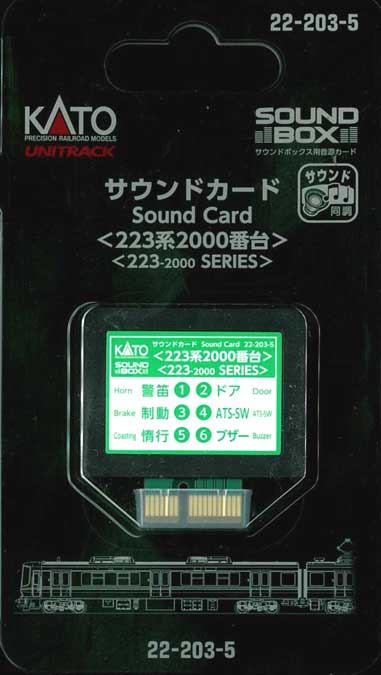 22-203-5
KATO
PRECISION RAILROAD MODELS
UNITRACK
SOUND
BOX
サウンドボックス用音源カード
サウンドカード
Sound Card
<223系2000番台>
<223-2000 SERIES>
サウンド
同調
KATO サウンドカード Sound Card 22-203-5
<223系2000番台>
SOUND
BOX
<223-2000 SERIES>
Horn 警笛 1 2 ドア Door
Brake 制動 3 4 ATS-SW ATS-SW
Coasting 惰行 5 6 ブザー Buzzer
22-203-5